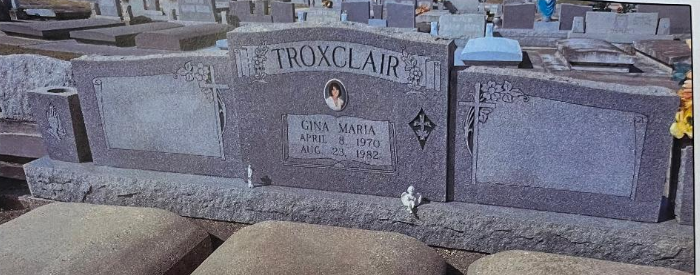 TROXCLAIR
GINA MARIA
APRIL 8, 1970
AUG. 23, 1982